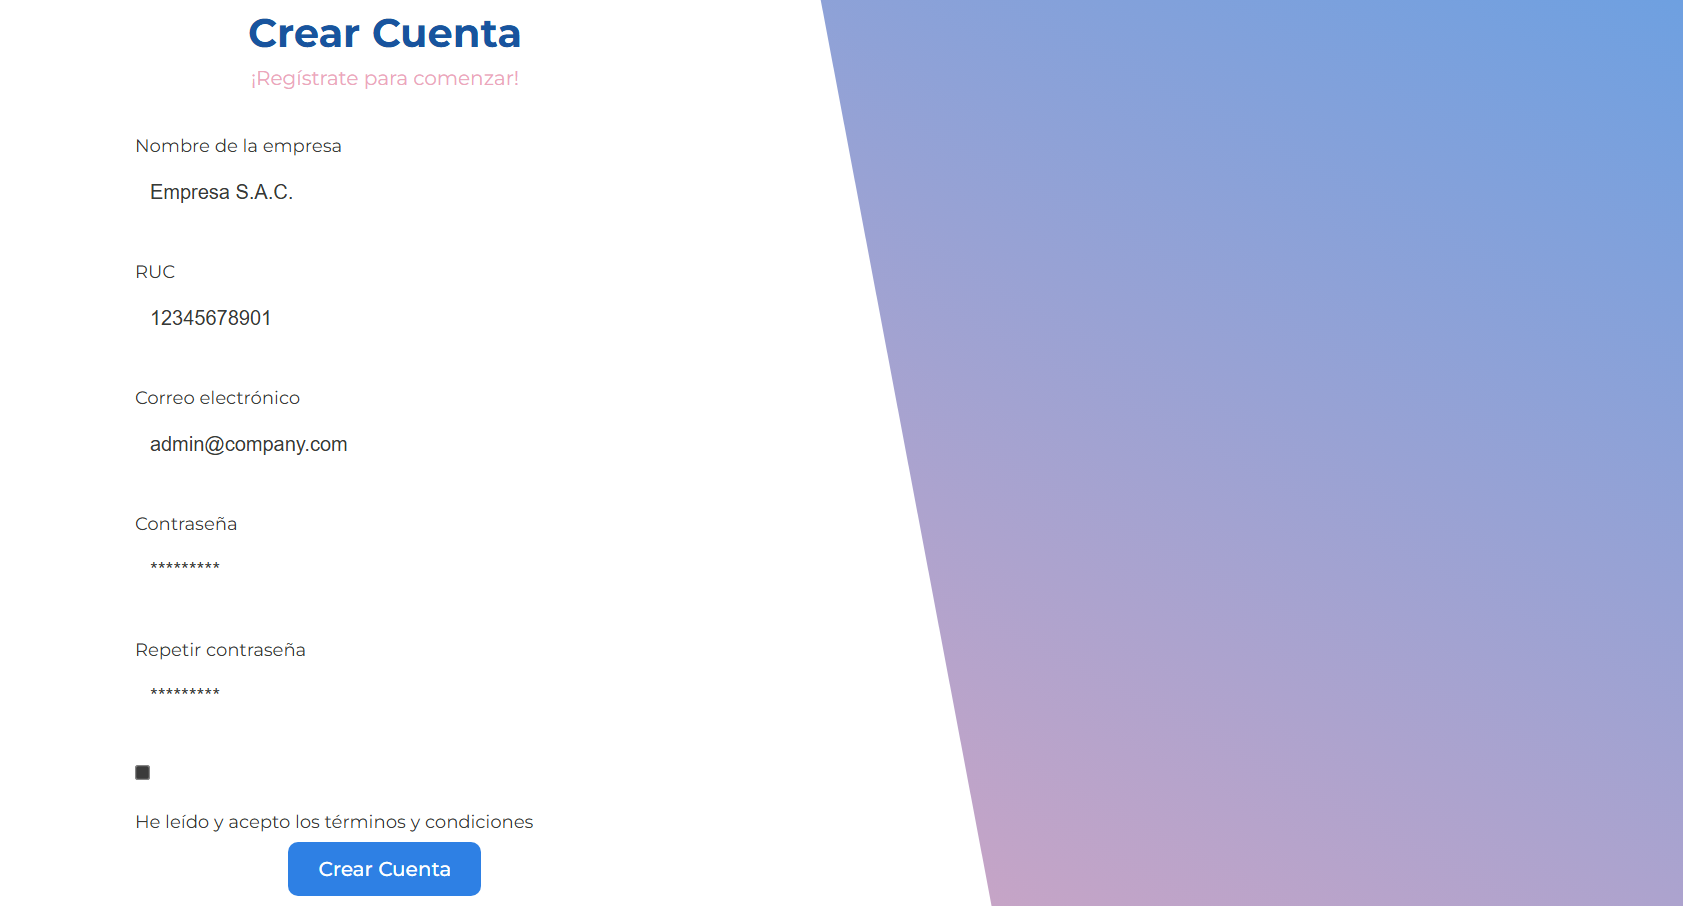 Crear Cuenta
¡Regístrate para comenzar!
Nombre de la empresa
Empresa S.A.C.
RUC
12345678901
Correo electrónico
admin@company.com
Contraseña
*********
Repetir contraseña
*********
He leído y acepto los términos y condiciones
Crear Cuenta